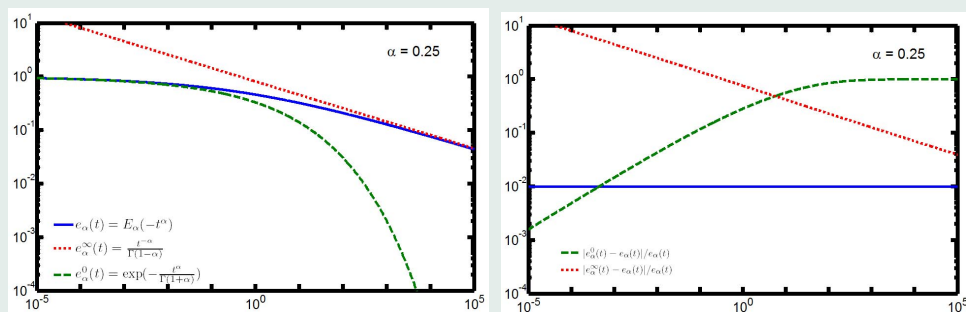 10^1
10^0
10^-1
10^-2
10^-3
10^-4
10^-5
10^0
10^5
α = 0.25
e_α(t) = E_α(−t^α)
e_α^∞(t) = t^−α / Γ(1−α)
e_α^0(t) = exp(− t^α / Γ(1+α))
10^1
10^0
10^-1
10^-2
10^-3
10^-4
10^-5
10^0
10^5
α = 0.25
|e_α^0(t) − e_α(t)|/e_α(t)
|e_α^∞(t) − e_α(t)|/e_α(t)